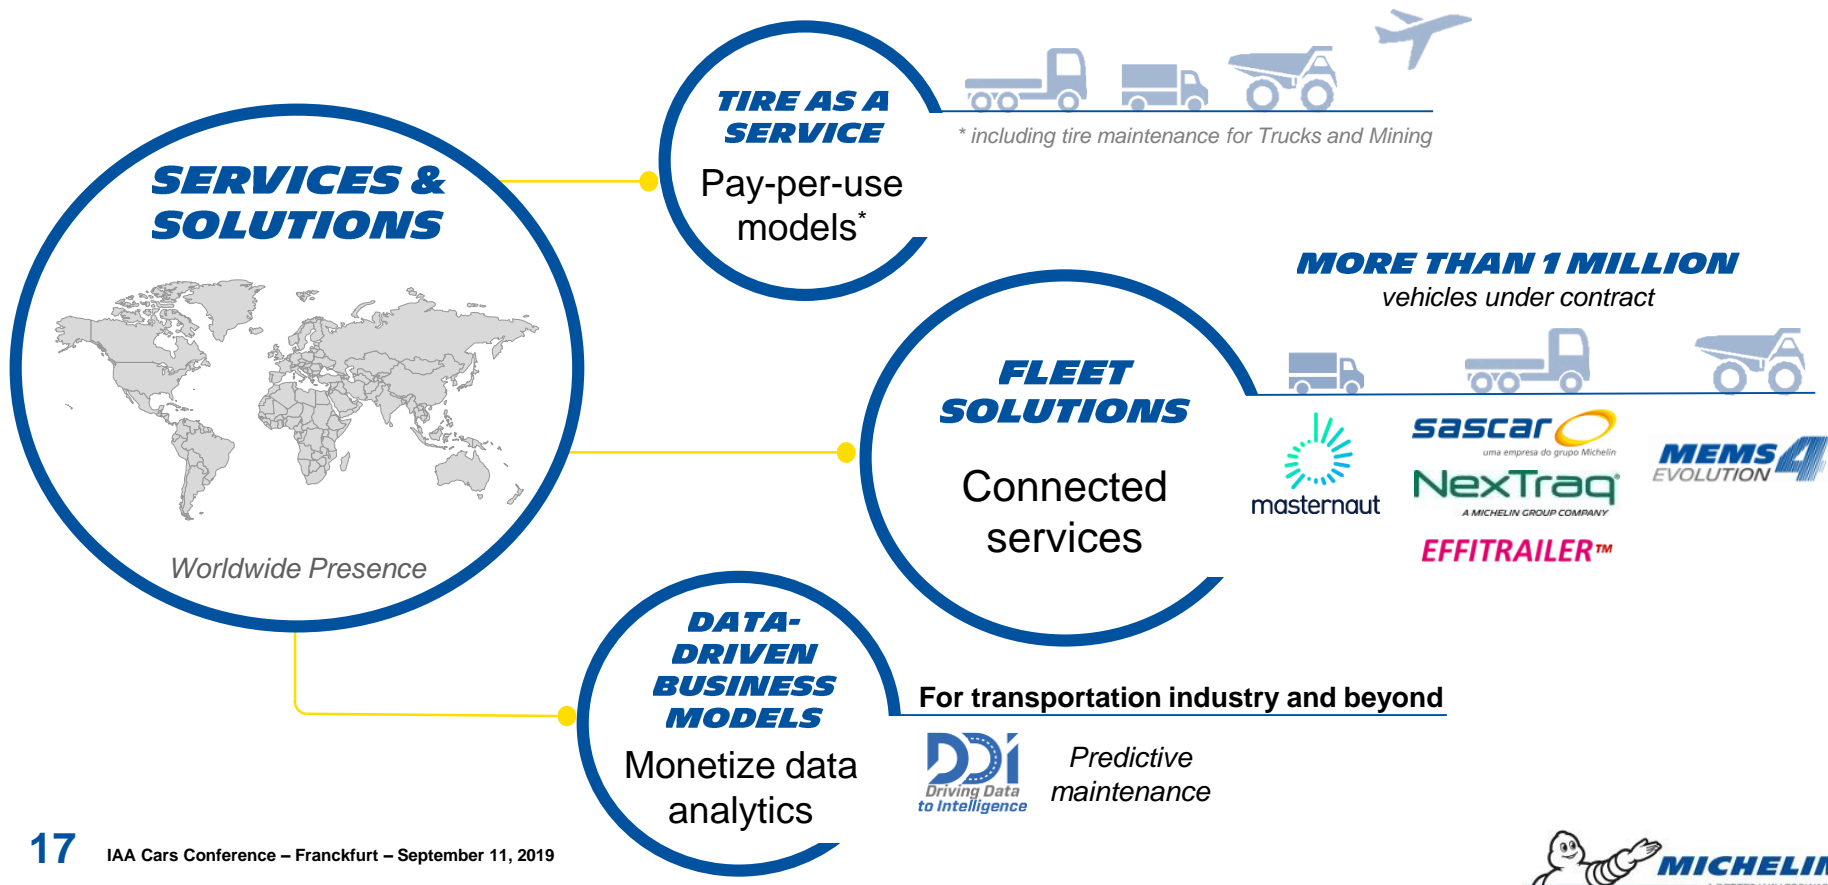 SERVICES &
SOLUTIONS
Worldwide Presence
TIRE AS A
SERVICE
Pay-per-use
models*
* including tire maintenance for Trucks and Mining
FLEET
SOLUTIONS
Connected
services
MORE THAN 1 MILLION
vehicles under contract
masternaut
sascar
uma empresa do grupo Michelin
NexTraq
A MICHELIN GROUP COMPANY
EFFITRAILER™
MEMS 4
EVOLUTION
DATA-
DRIVEN
BUSINESS
MODELS
Monetize data
analytics
For transportation industry and beyond
DDi
Driving Data
to Intelligence
Predictive
maintenance
17
IAA Cars Conference – Franckfurt – September 11, 2019
MICHELIN